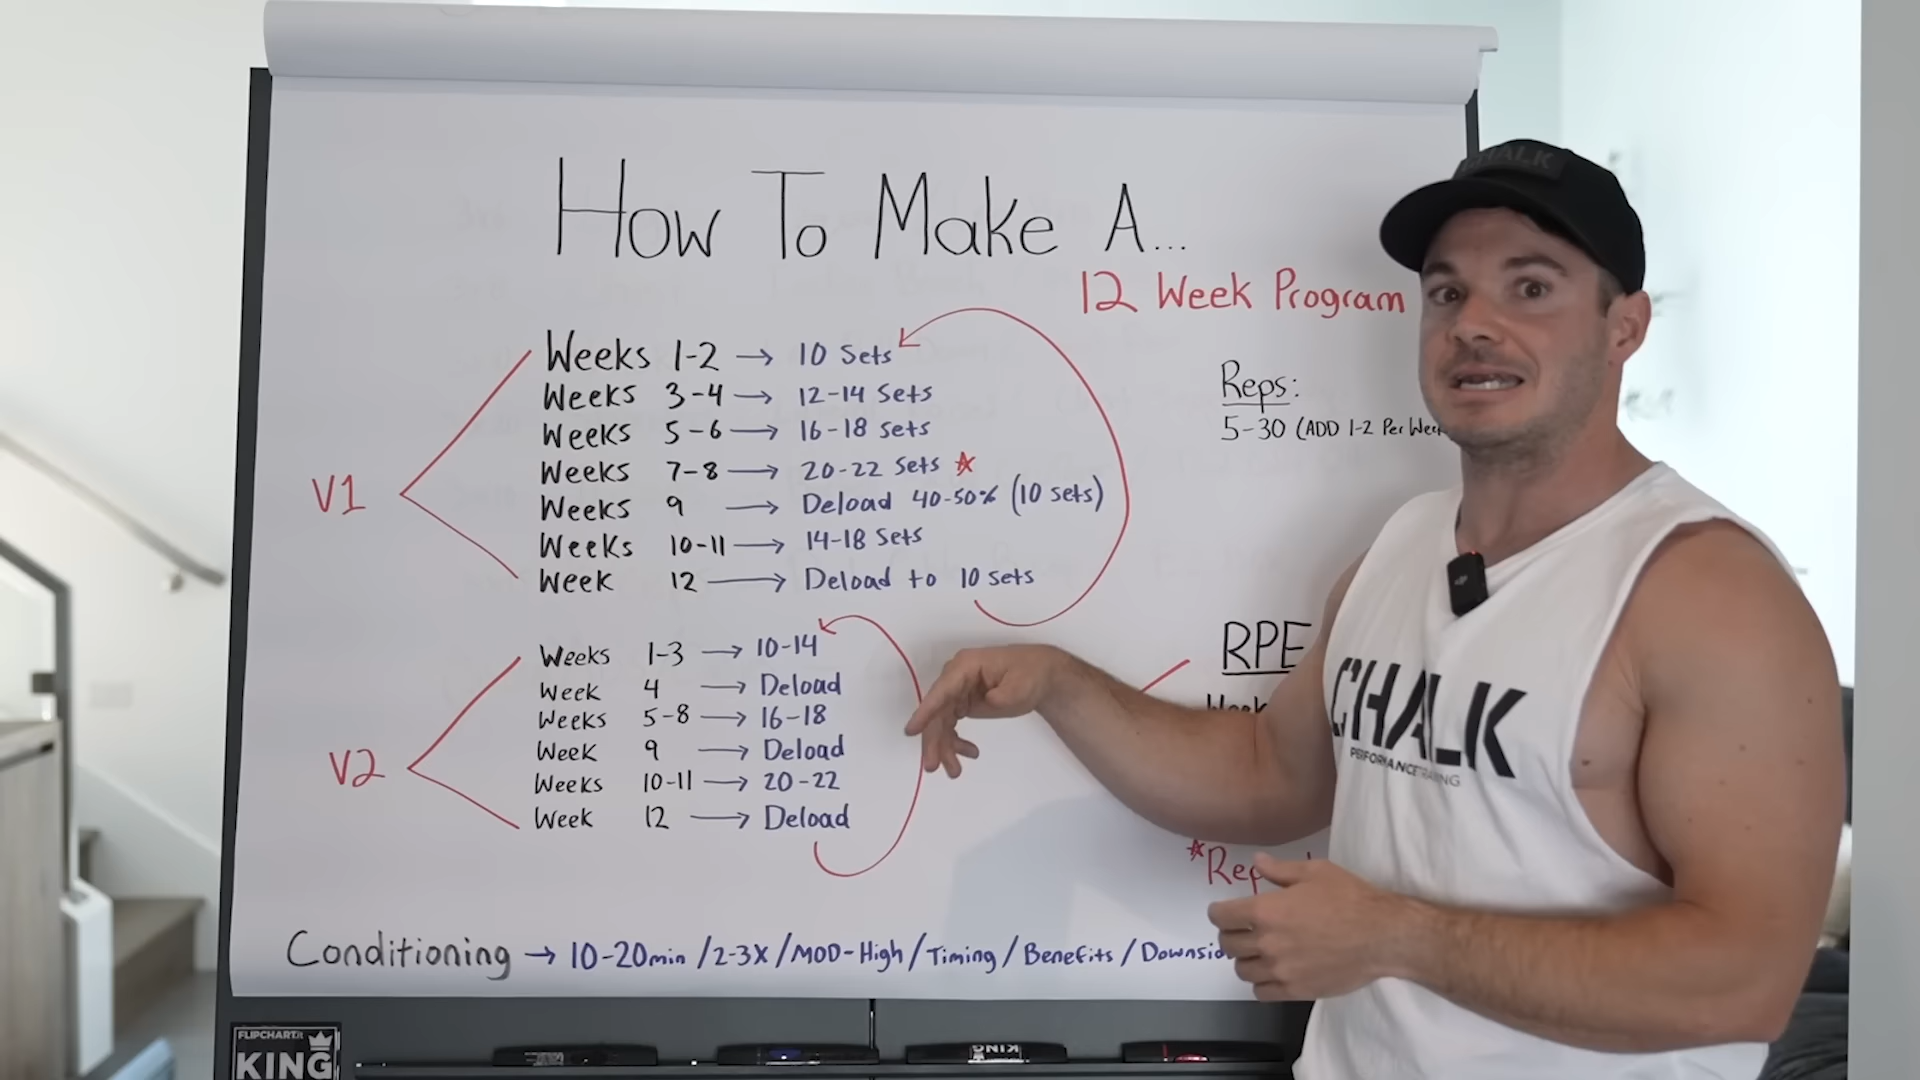 How To Make A...
12 Week Program
V1
Weeks 1-2 → 10 Sets
Weeks 3-4 → 12-14 Sets
Weeks 5-6 → 16-18 Sets
Weeks 7-8 → 20-22 Sets ☆
Weeks 9 → Deload 40-50% (10 Sets)
Weeks 10-11 → 14-18 Sets
Week 12 → Deload to 10 Sets
V2
Weeks 1-3 → 10-14
Week 4 → Deload
Weeks 5-8 → 16-18
Week 9 → Deload
Weeks 10-11 → 20-22
Week 12 → Deload
Conditioning → 10-20min /2-3X/MOD-High/Timing/Benefits/Downsi
Reps:
5-30 (ADD 1-2 Per Week
RPE
☆Rep
CHALK
CHALK
PERFORMANCE TRAINING
FLIPCHART
KING
KING